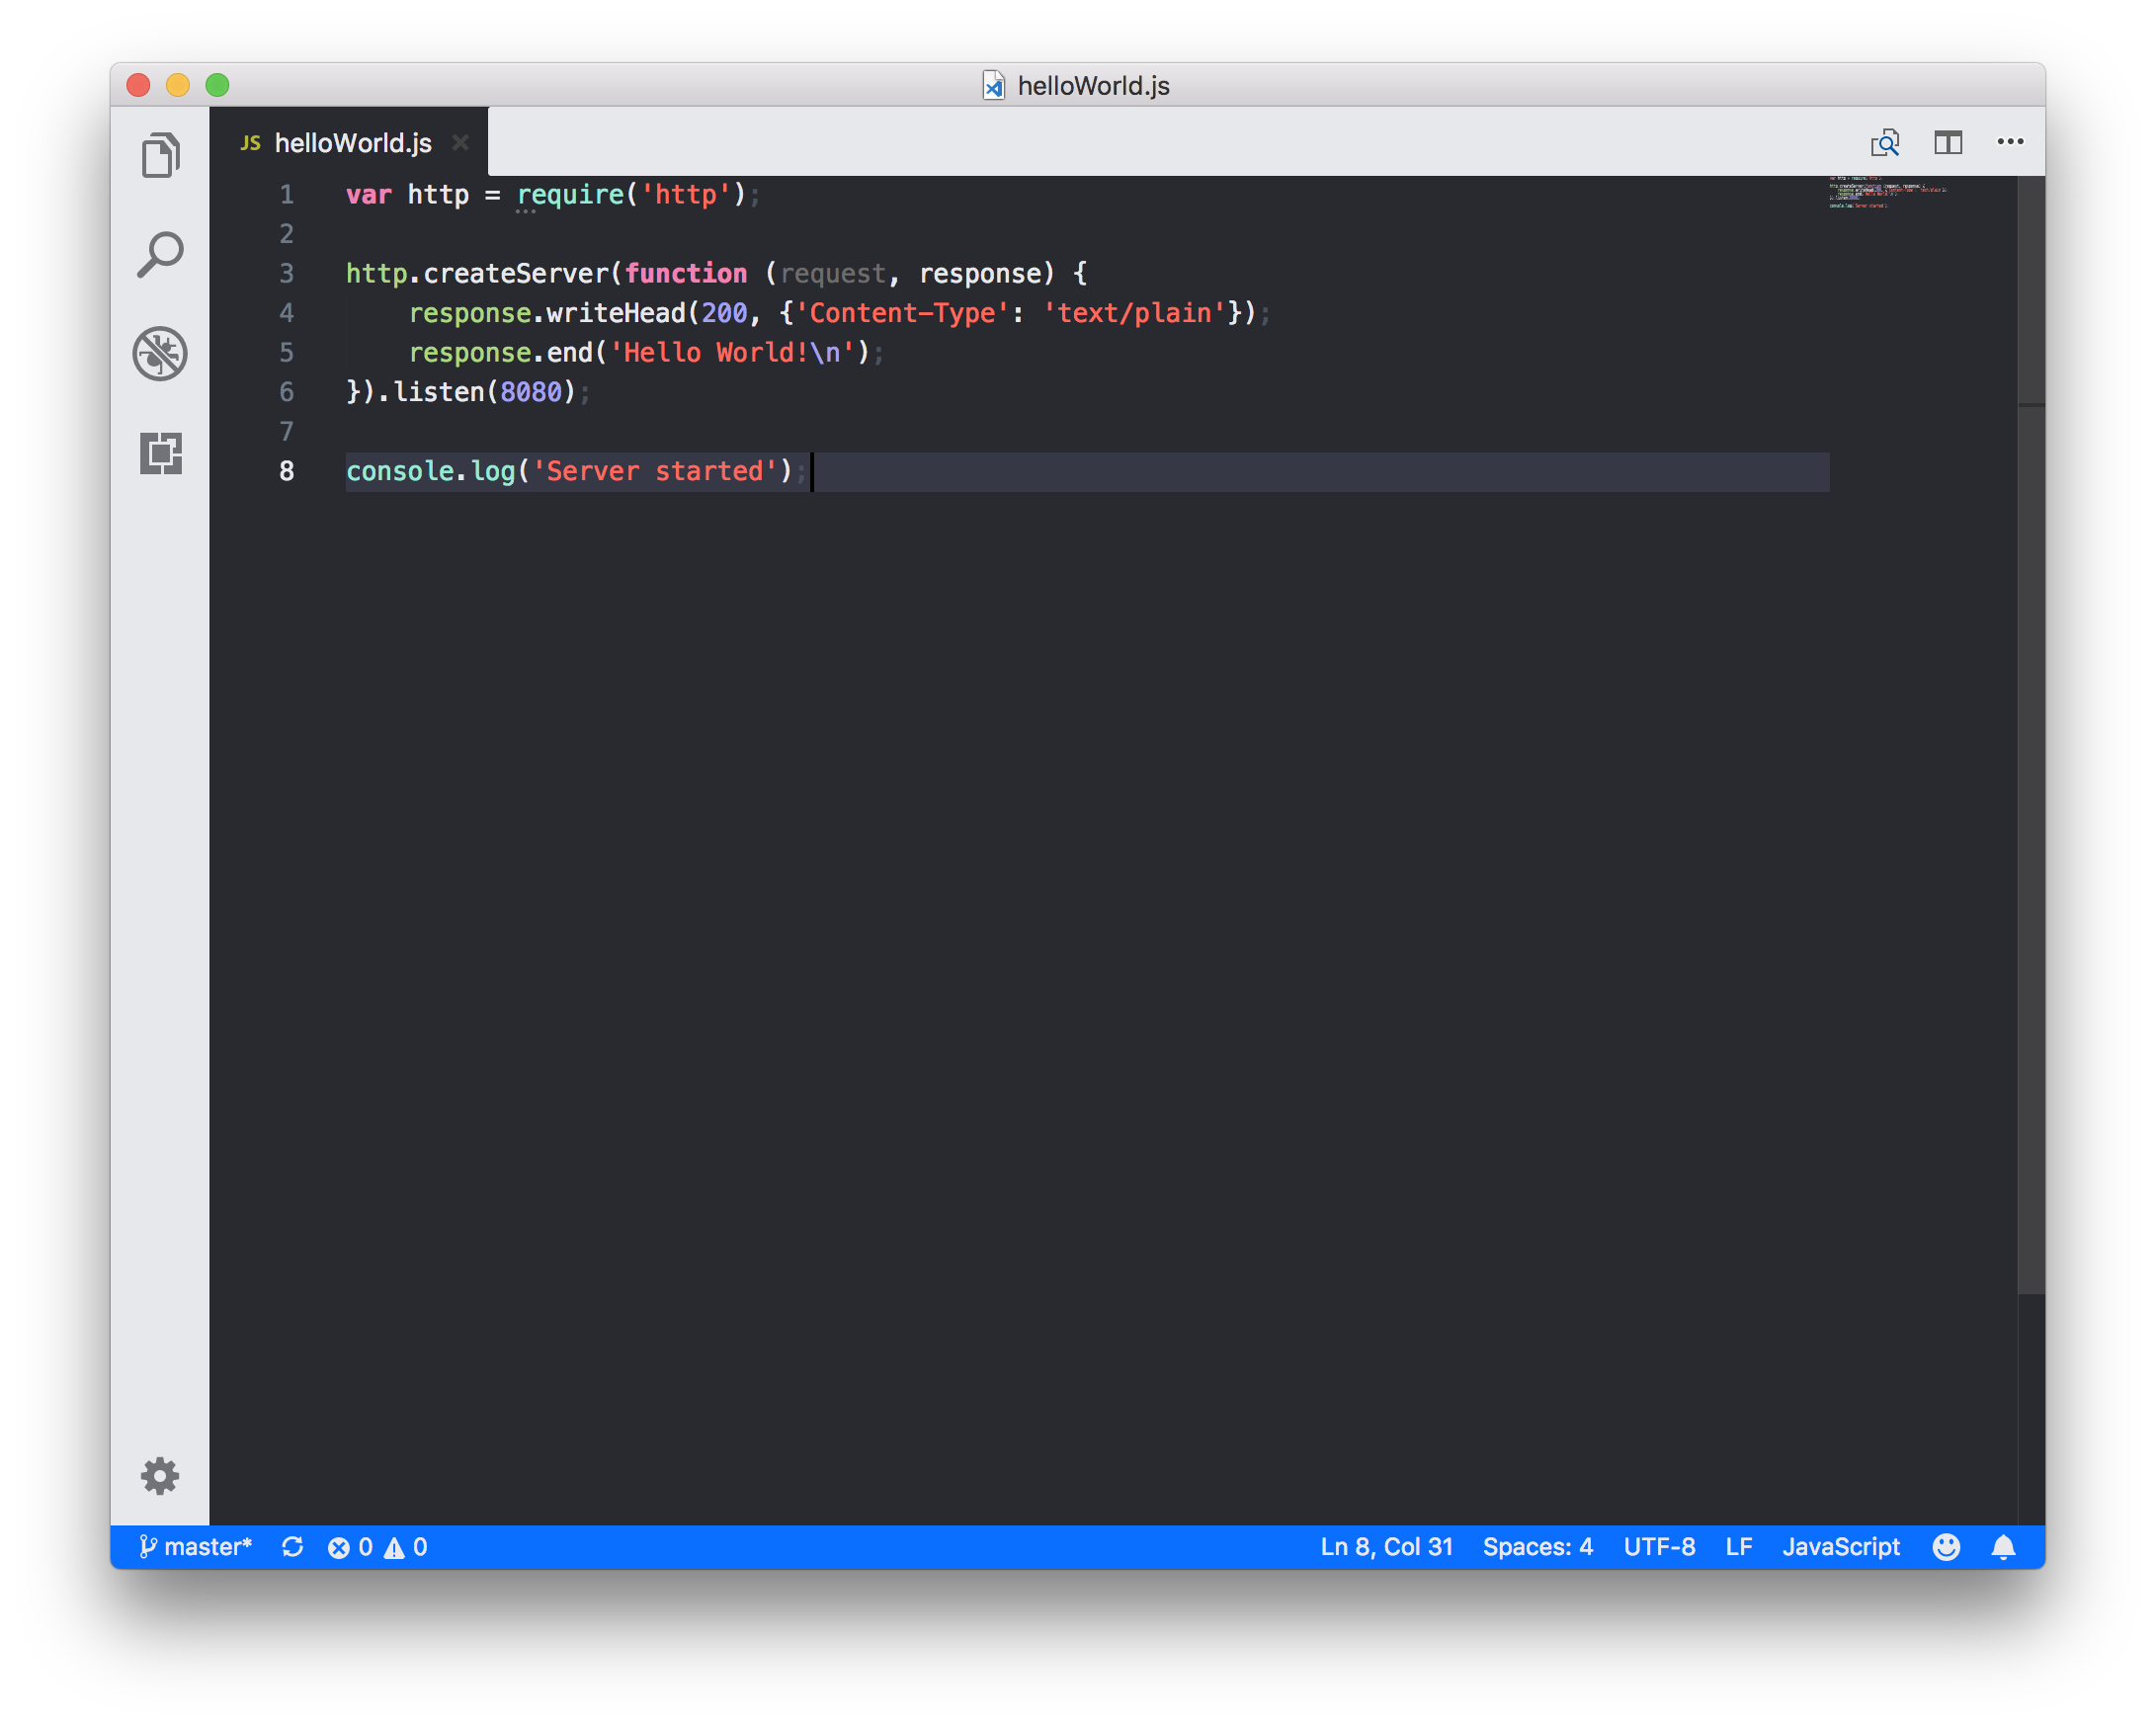 helloWorld.js
JS helloWorld.js
1 var http = require('http');
2
3 http.createServer(function (request, response) {
4     response.writeHead(200, {'Content-Type': 'text/plain'});
5     response.end('Hello World!\n');
6 }).listen(8080);
7
8 console.log('Server started');
master* 0 0 Ln 8, Col 31 Spaces: 4 UTF-8 LF JavaScript